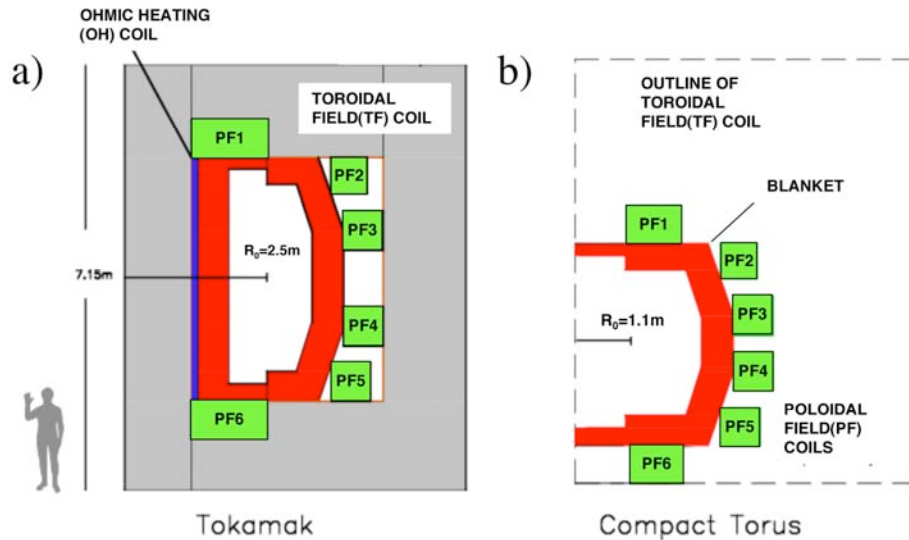 OHMIC HEATING
(OH) COIL
a)
TOROIDAL
FIELD(TF) COIL
PF1
PF2
PF3
R₀=2.5m
7.15m
PF4
PF5
PF6
Tokamak
b)
OUTLINE OF
TOROIDAL
FIELD(TF) COIL
BLANKET
PF1
PF2
PF3
R₀=1.1m
PF4
PF5
POLOIDAL
FIELD(PF)
COILS
PF6
Compact Torus